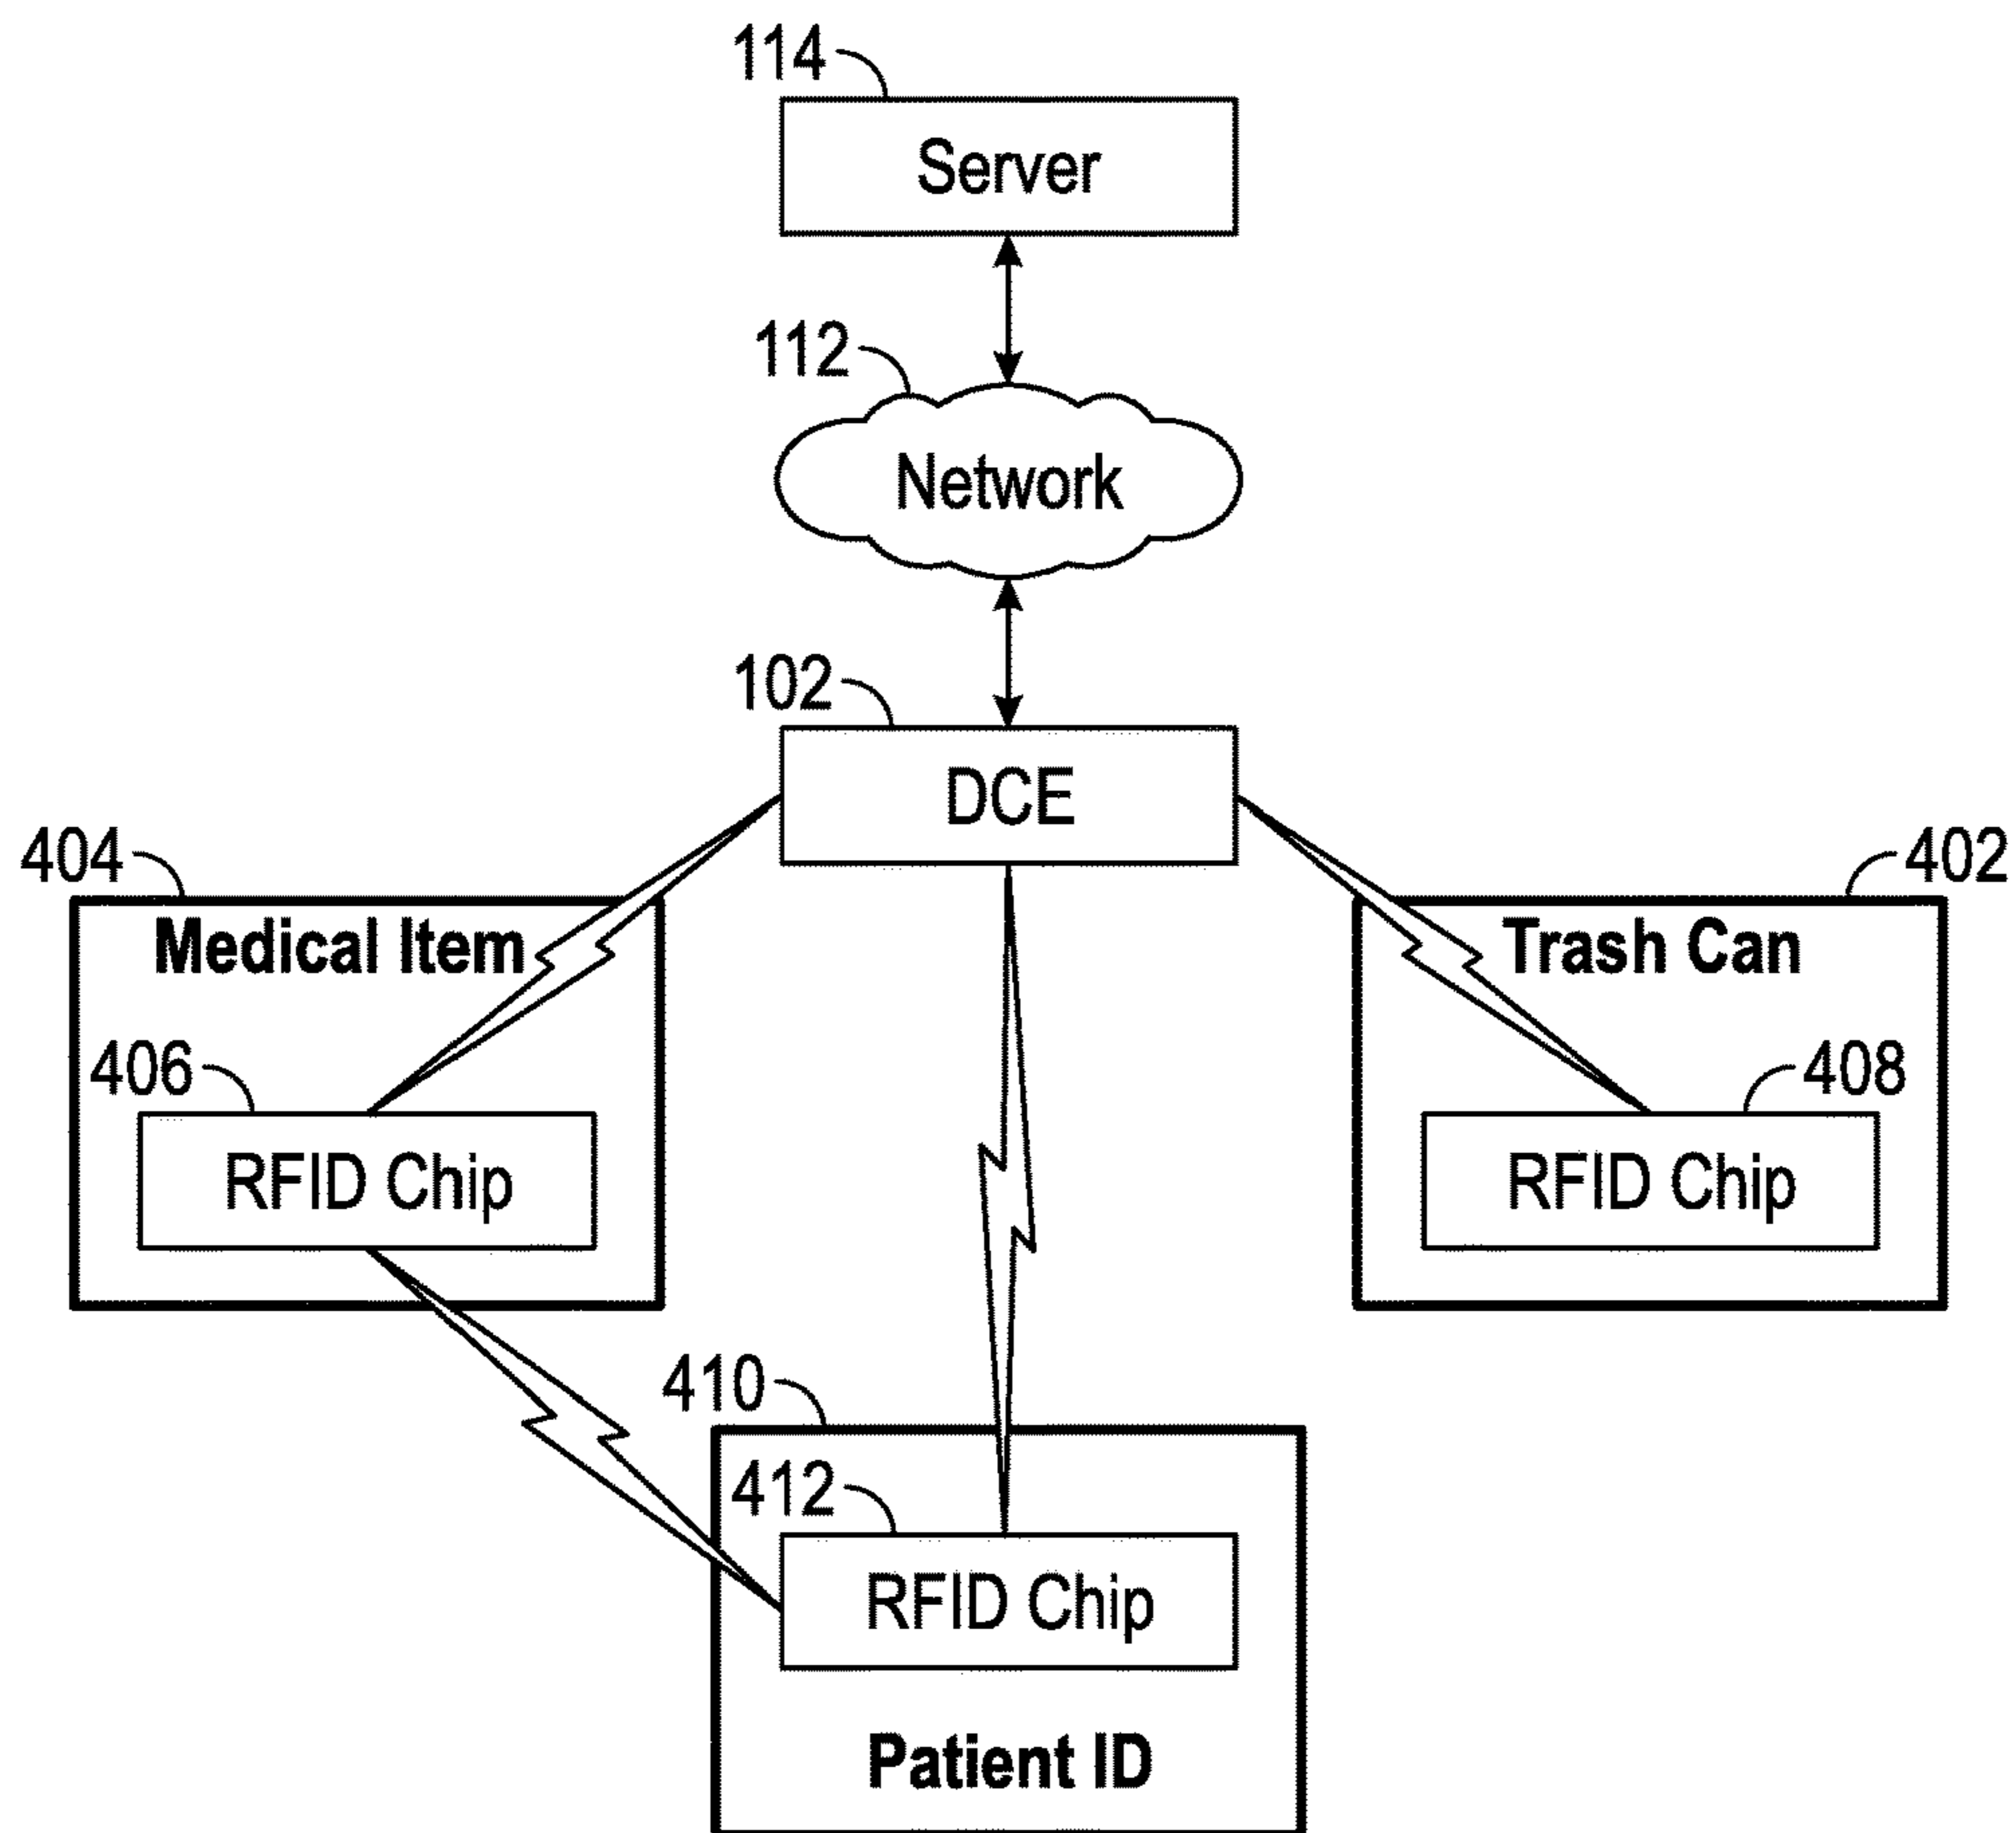 114
Server
112
Network
102
DCE
404
402
Medical Item
Trash Can
406
408
RFID Chip
RFID Chip
410
412
RFID Chip
Patient ID